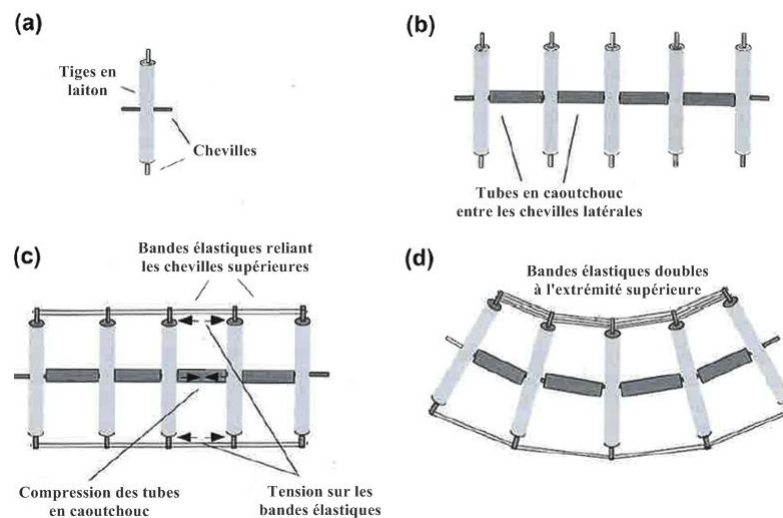 (a)
Tiges en
laiton
Chevilles
(b)
Tubes en caoutchouc
entre les chevilles latérales
(c)
Bandes élastiques reliant
les chevilles supérieures
Compression des tubes
en caoutchouc
Tension sur les
bandes élastiques
(d)
Bandes élastiques doubles
à l'extrémité supérieure